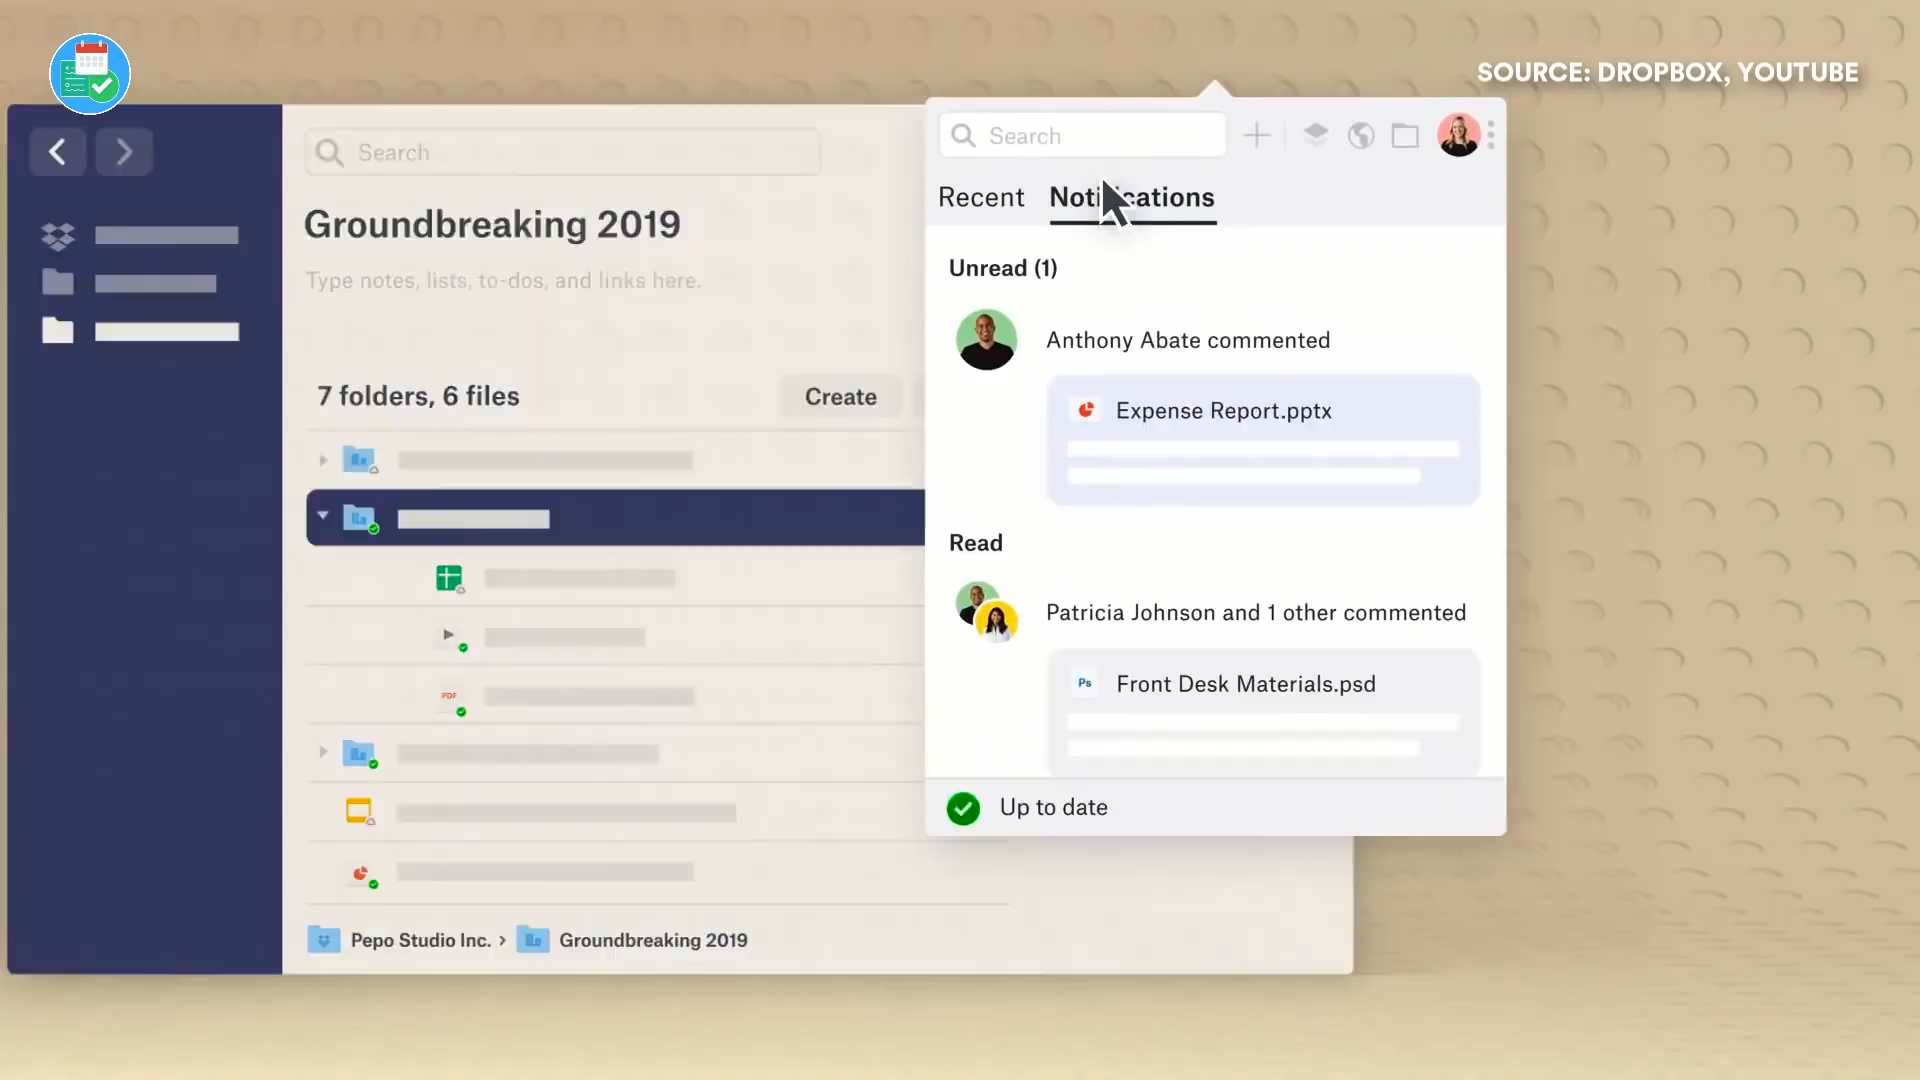 SOURCE: DROPBOX, YOUTUBE
Search
Groundbreaking 2019
Type notes, lists, to-dos, and links here.
7 folders, 6 files
Create
PDF
Pepo Studio Inc. > Groundbreaking 2019
Search
Recent Notifications
Unread (1)
Anthony Abate commented
Expense Report.pptx
Read
Patricia Johnson and 1 other commented
Ps Front Desk Materials.psd
Up to date